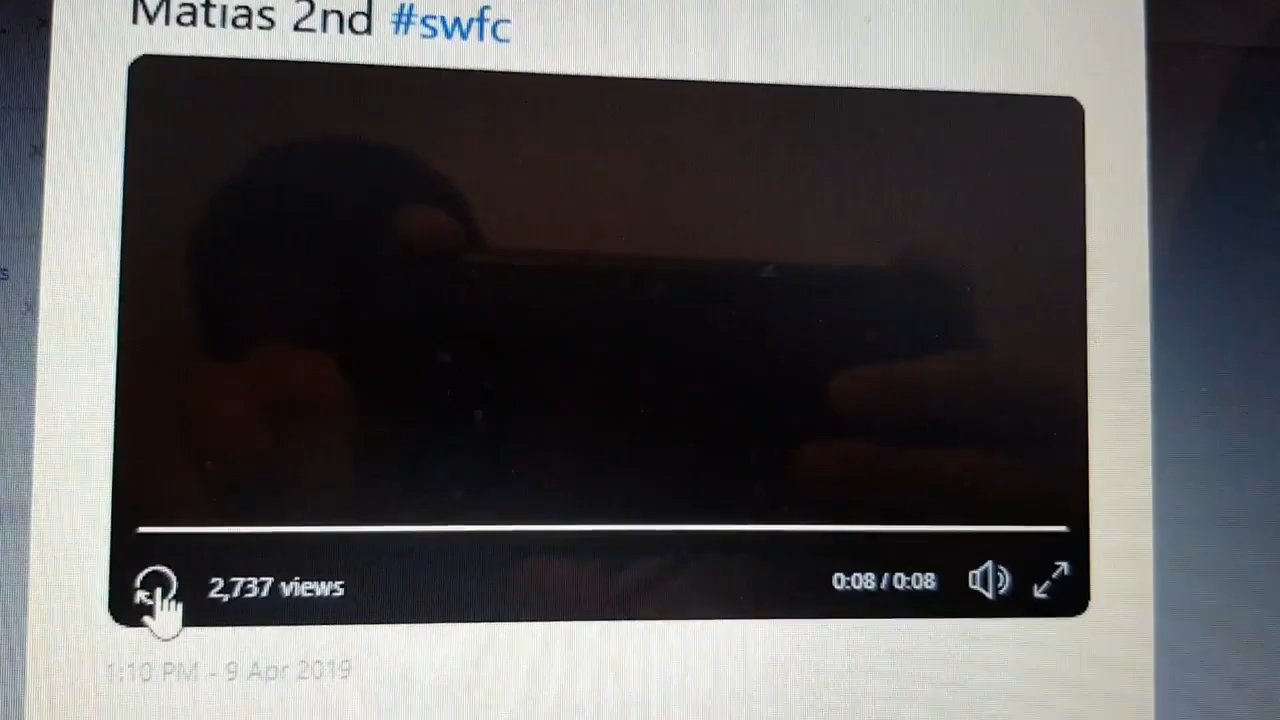 Matias 2nd #swfc
2,737 views
0:08 / 0:08
1:10 PM - 9 Apr 2019